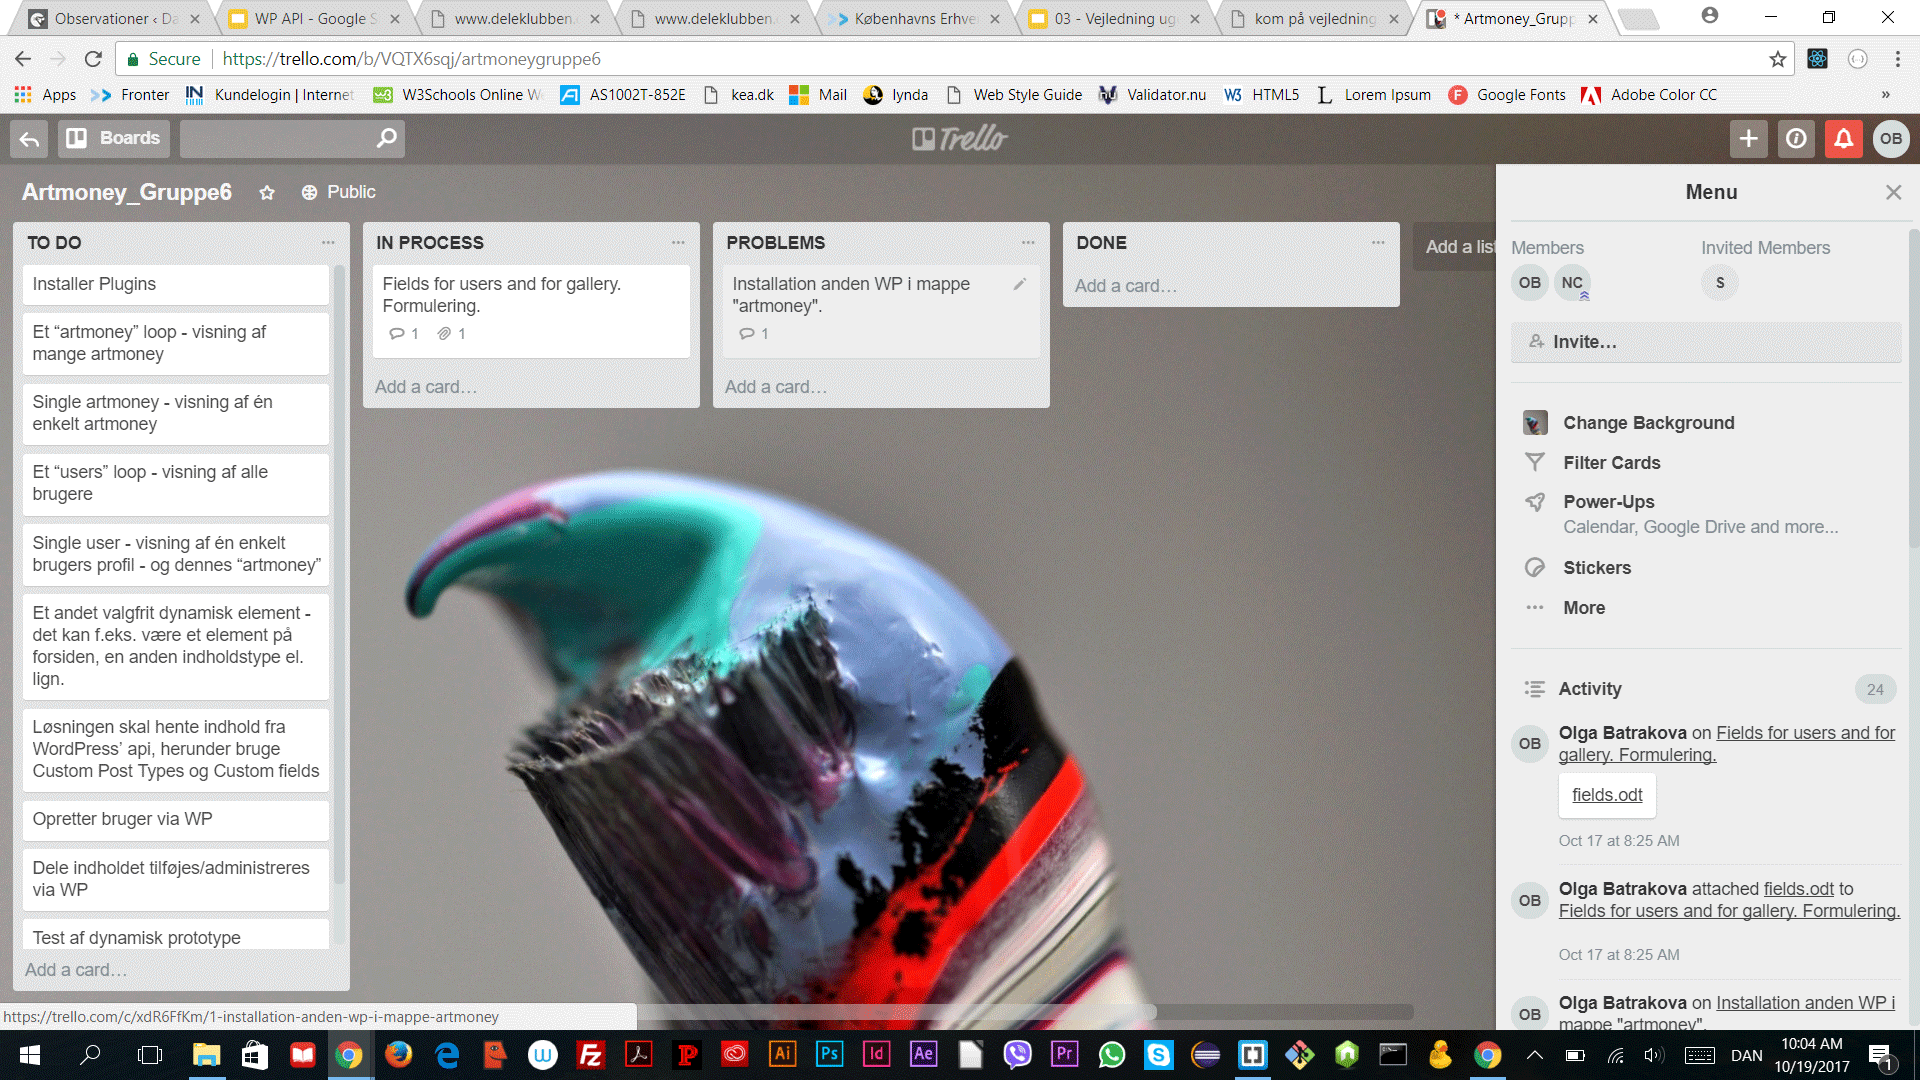 Observationer ‹ Da
WP API - Google S
www.deleklubben.
www.deleklubben.
Københavns Erhve
03 - Vejledning ug
kom på vejledning
* Artmoney_Grupp
Secure
https://trello.com/b/VQTX6sqj/artmoneygruppe6
Apps
Fronter
Kundelogin | Internet
W3Schools Online We
AS1002T-852E
kea.dk
Mail
lynda
Web Style Guide
Validator.nu
HTML5
Lorem Ipsum
Google Fonts
Adobe Color CC
»
Boards
Trello
OB
Artmoney_Gruppe6
Public
TO DO
Installer Plugins
Et “artmoney” loop - visning af
mange artmoney
Single artmoney - visning af én
enkelt artmoney
Et “users” loop - visning af alle
brugere
Single user - visning af én enkelt
brugers profil - og dennes “artmoney”
Et andet valgfrit dynamisk element -
det kan f.eks. være et element på
forsiden, en anden indholdstype el.
lign.
Løsningen skal hente indhold fra
WordPress’ api, herunder bruge
Custom Post Types og Custom fields
Opretter bruger via WP
Dele indholdet tilføjes/administreres
via WP
Test af dynamisk prototype
Add a card…
IN PROCESS
Fields for users and for gallery.
Formulering.
1 1
Add a card…
PROBLEMS
Installation anden WP i mappe
"artmoney".
1
Add a card…
DONE
Add a card…
Add a list
Menu
Members
Invited Members
OB NC
S
Invite…
Change Background
Filter Cards
Power-Ups
Calendar, Google Drive and more...
Stickers
More
Activity
24
OB
Olga Batrakova on Fields for users and for
gallery. Formulering.
fields.odt
Oct 17 at 8:25 AM
OB
Olga Batrakova attached fields.odt to
Fields for users and for gallery. Formulering.
Oct 17 at 8:25 AM
OB
Olga Batrakova on Installation anden WP i
mappe "artmoney".
https://trello.com/c/xdR6FfKm/1-installation-anden-wp-i-mappe-artmoney
DAN
10:04 AM
10/19/2017
1